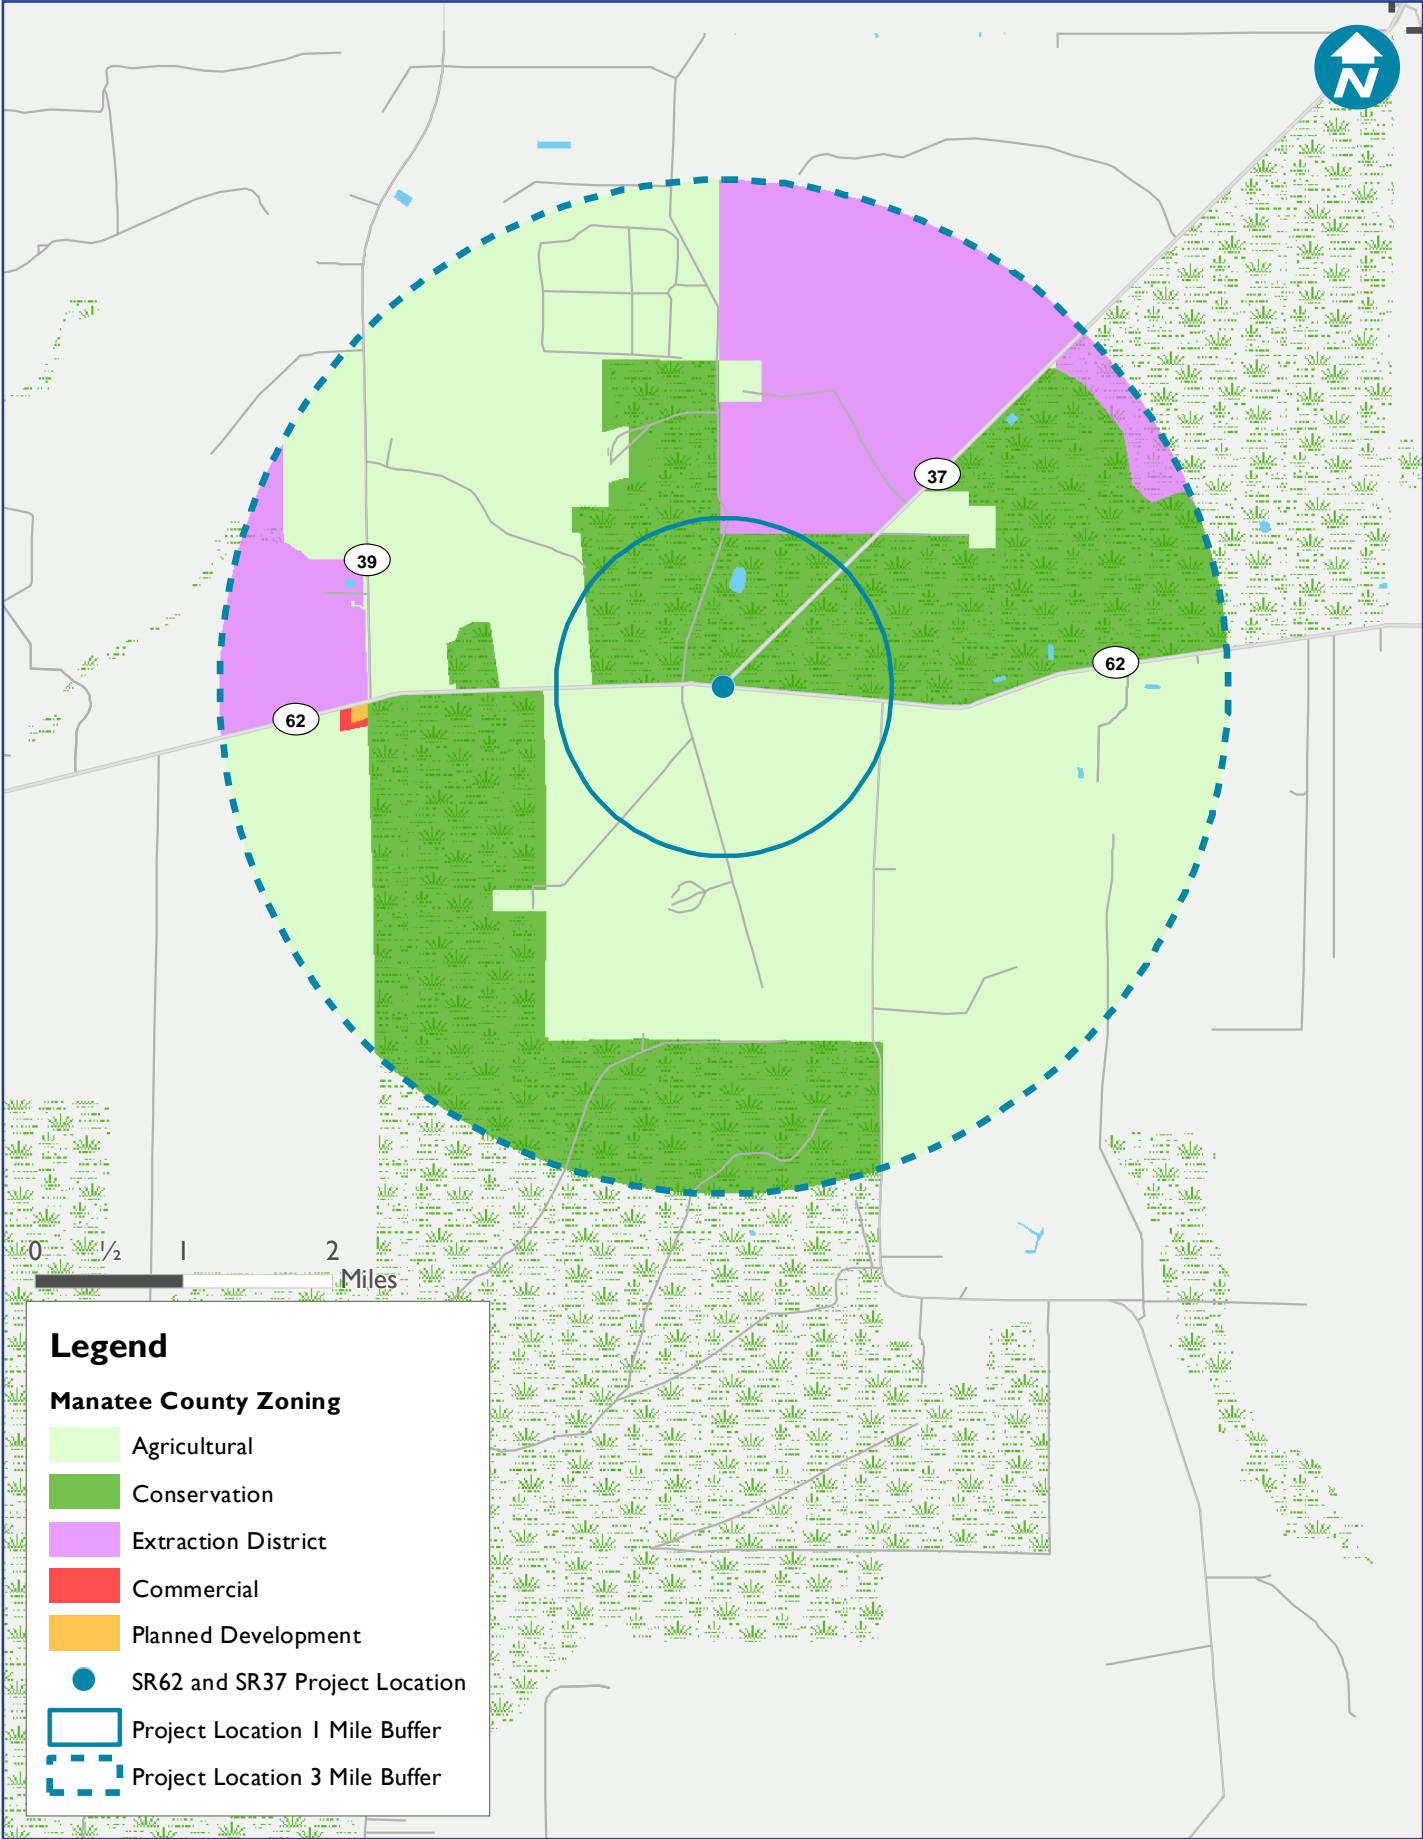 N
37
39
62
62
0 ½ 1 2
Miles
Legend
Manatee County Zoning
Agricultural
Conservation
Extraction District
Commercial
Planned Development
SR62 and SR37 Project Location
Project Location 1 Mile Buffer
Project Location 3 Mile Buffer